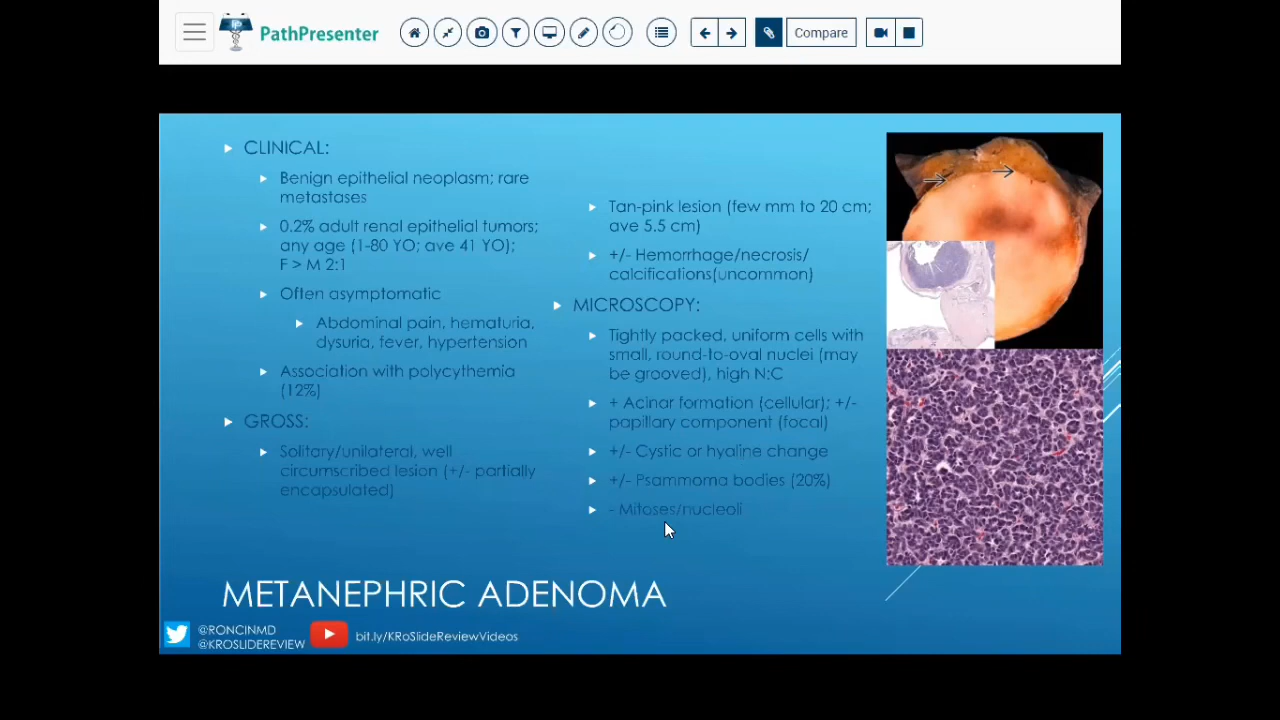 PathPresenter
Compare
CLINICAL:
Benign epithelial neoplasm; rare
metastases
0.2% adult renal epithelial tumors;
any age (1-80 YO; ave 41 YO);
F > M 2:1
Often asymptomatic
Abdominal pain, hematuria,
dysuria, fever, hypertension
Association with polycythemia
(12%)
GROSS:
Solitary/unilateral, well
circumscribed lesion (+/- partially
encapsulated)
Tan-pink lesion (few mm to 20 cm;
ave 5.5 cm)
+/- Hemorrhage/necrosis/
calcifications(uncommon)
MICROSCOPY:
Tightly packed, uniform cells with
small, round-to-oval nuclei (may
be grooved), high N:C
+ Acinar formation (cellular); +/-
papillary component (focal)
+/- Cystic or hyaline change
+/- Psammoma bodies (20%)
- Mitoses/nucleoli
METANEPHRIC ADENOMA
@RONCINMD
@KROSLIDEREVIEW
bit.ly/KRoSlideReviewVideos